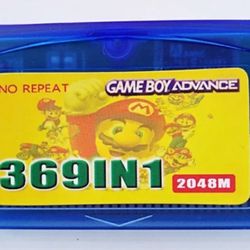 NO REPEAT
GAME BOY ADVANCE
369IN1
2048M